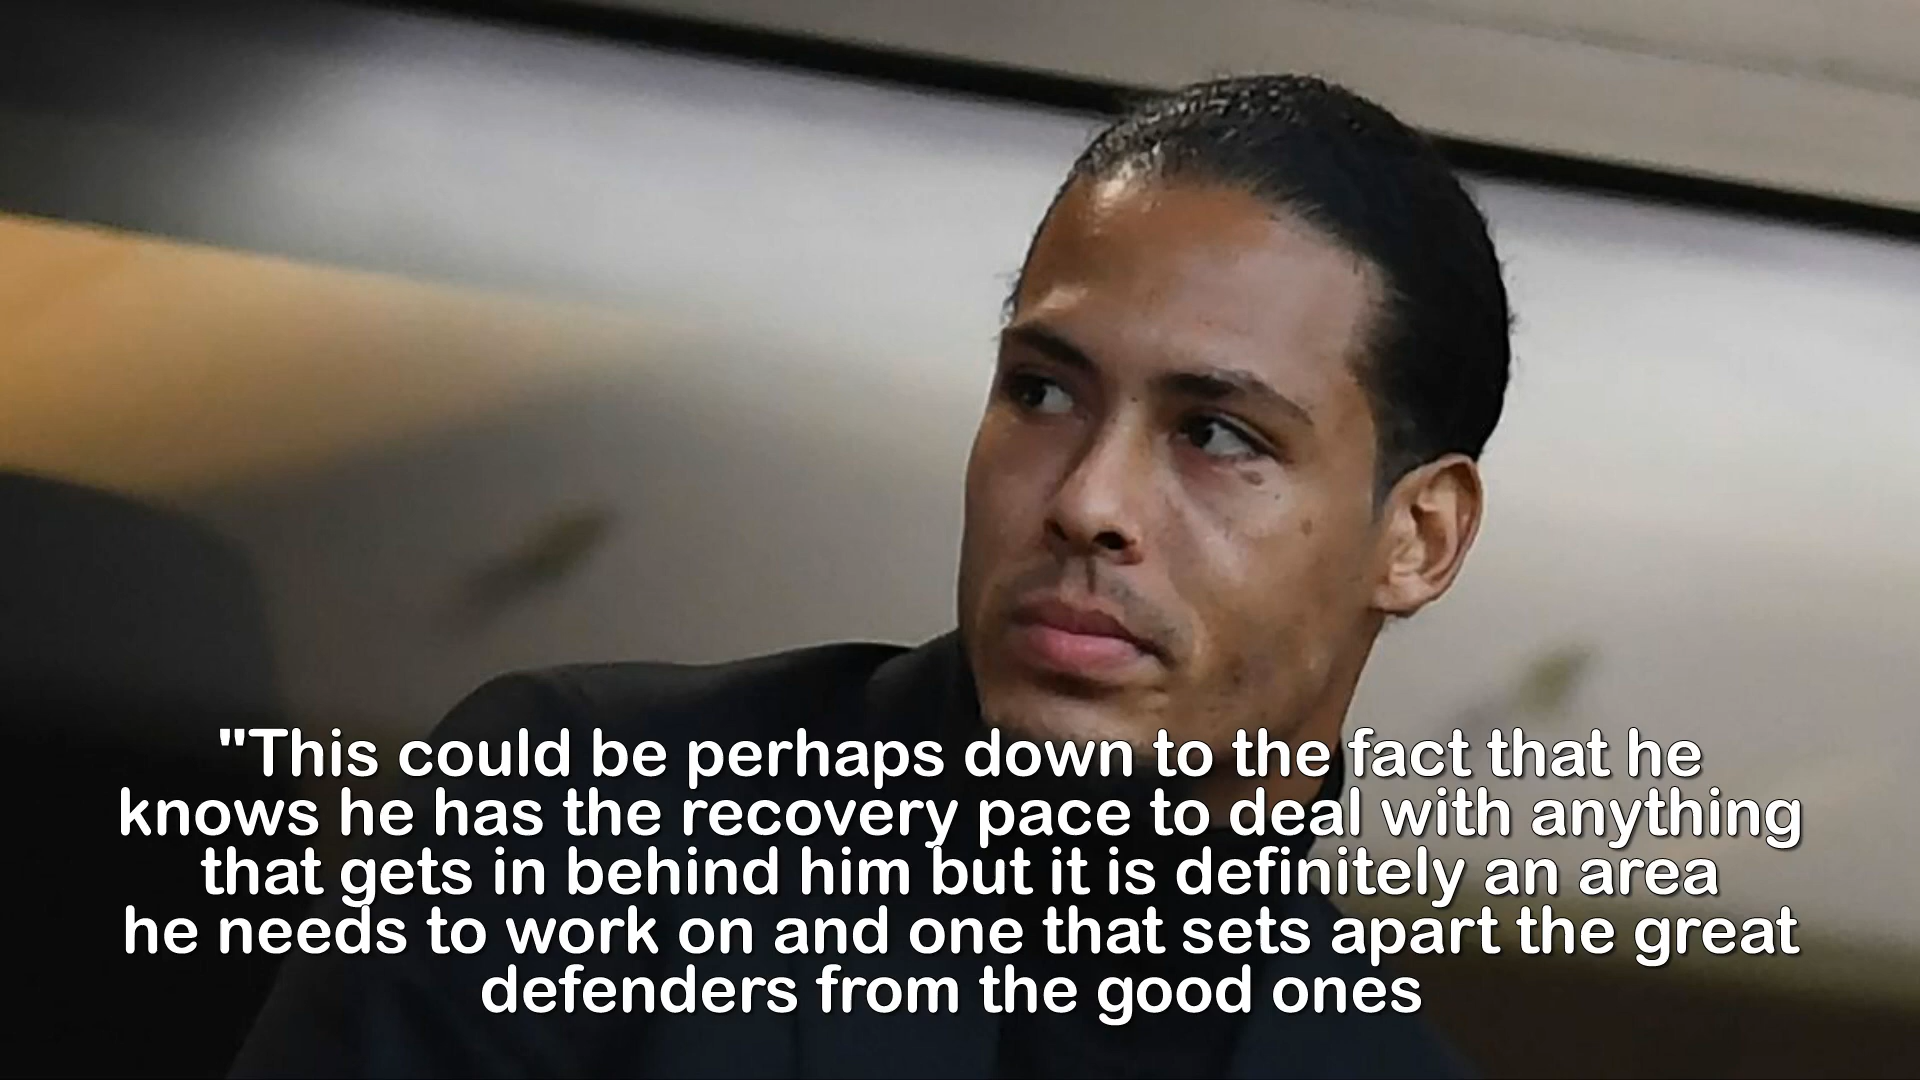 "This could be perhaps down to the fact that he
knows he has the recovery pace to deal with anything
that gets in behind him but it is definitely an area
he needs to work on and one that sets apart the great
defenders from the good ones